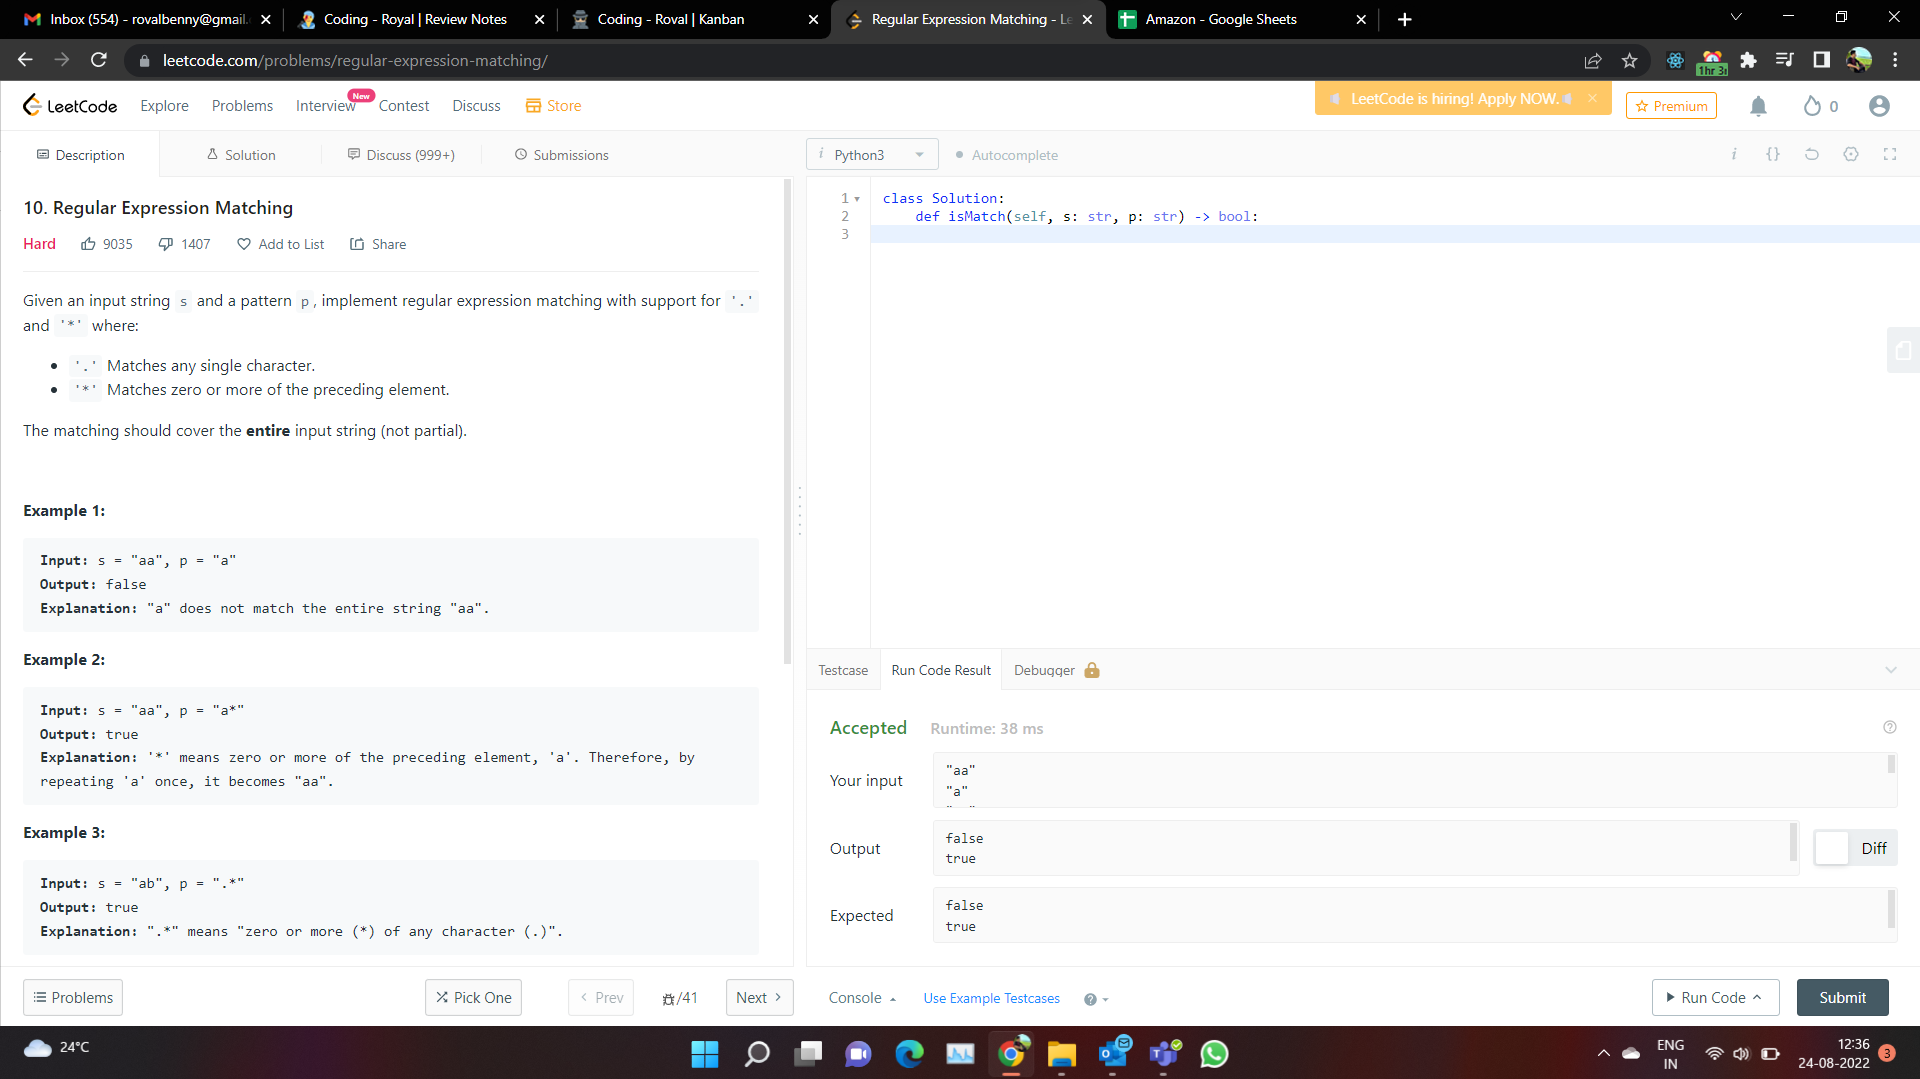 Inbox (554) - rovalbenny@gmail.
Coding - Royal | Review Notes
Coding - Roval | Kanban
Regular Expression Matching - Le
Amazon - Google Sheets
leetcode.com/problems/regular-expression-matching/
LeetCode
Explore
Problems
Interview
New
Contest
Discuss
Store
LeetCode is hiring! Apply NOW.
Premium
0
Description
Solution
Discuss (999+)
Submissions
i Python3
Autocomplete
i {}
10. Regular Expression Matching
Hard 9035 1407 Add to List Share
Given an input string s and a pattern p, implement regular expression matching with support for '.'
and '*' where:
• '.' Matches any single character.
• '*' Matches zero or more of the preceding element.
The matching should cover the entire input string (not partial).
Example 1:
Input: s = "aa", p = "a"
Output: false
Explanation: "a" does not match the entire string "aa".
Example 2:
Input: s = "aa", p = "a*"
Output: true
Explanation: '*' means zero or more of the preceding element, 'a'. Therefore, by
repeating 'a' once, it becomes "aa".
Example 3:
Input: s = "ab", p = ".*"
Output: true
Explanation: ".*" means "zero or more (*) of any character (.)".
1 class Solution:
2 def isMatch(self, s: str, p: str) -> bool:
3
Testcase
Run Code Result
Debugger
Accepted Runtime: 38 ms
Your input
"aa"
"a"
Output
false
true
Diff
Expected
false
true
Problems
Pick One
Prev
/41
Next
Console
Use Example Testcases
Run Code
Submit
24°C
ENG
IN
12:36
24-08-2022
3